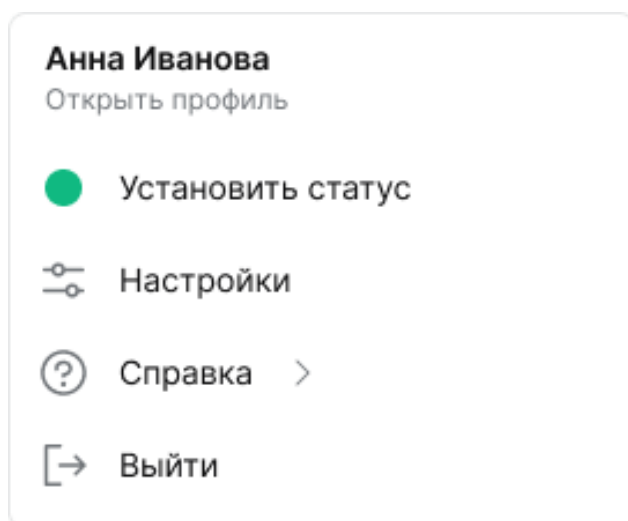 Анна Иванова
Открыть профиль
Установить статус
Настройки
Справка
Выйти